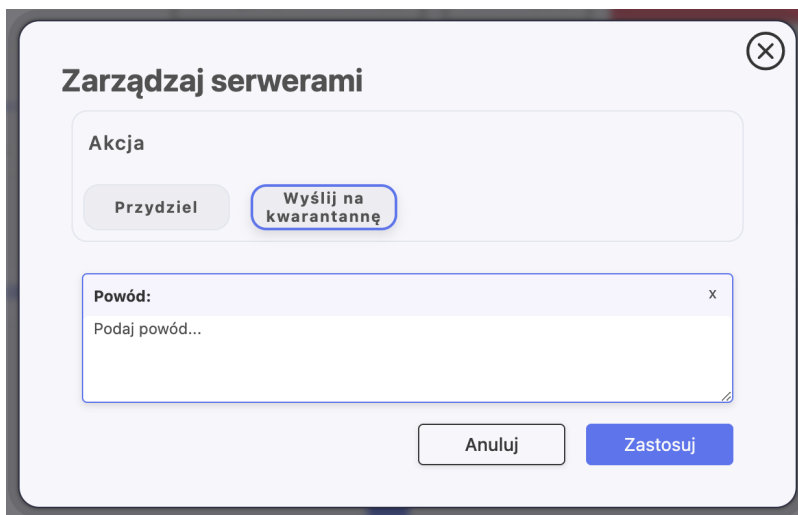 Zarządzaj serwerami
Akcja
Przydziel
Wyślij na
kwarantannę
Powód:
x
Podaj powód...
Anuluj
Zastosuj